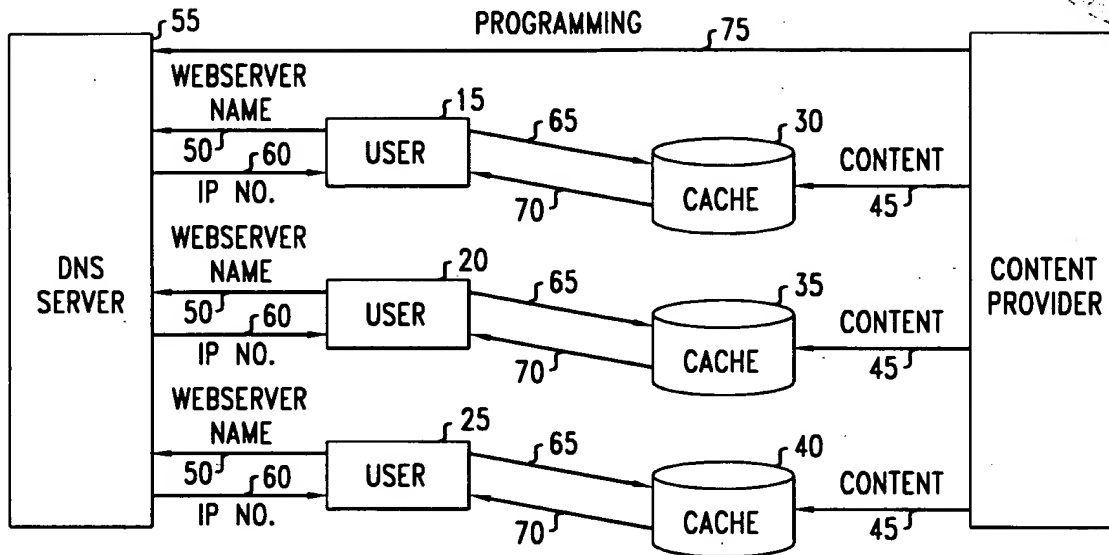 55
PROGRAMMING
75
WEBSERVER
NAME
50
60
IP NO.
15
USER
65
70
30
CACHE
CONTENT
45
DNS
SERVER
WEBSERVER
NAME
50
60
IP NO.
20
USER
65
70
35
CACHE
CONTENT
45
CONTENT
PROVIDER
WEBSERVER
NAME
50
60
IP NO.
25
USER
65
70
40
CACHE
CONTENT
45